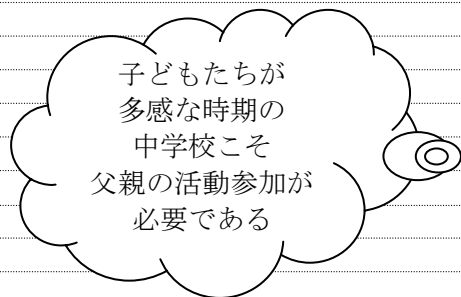 子どもたちが
多感な時期の
中学校こそ
父親の活動参加が
必要である